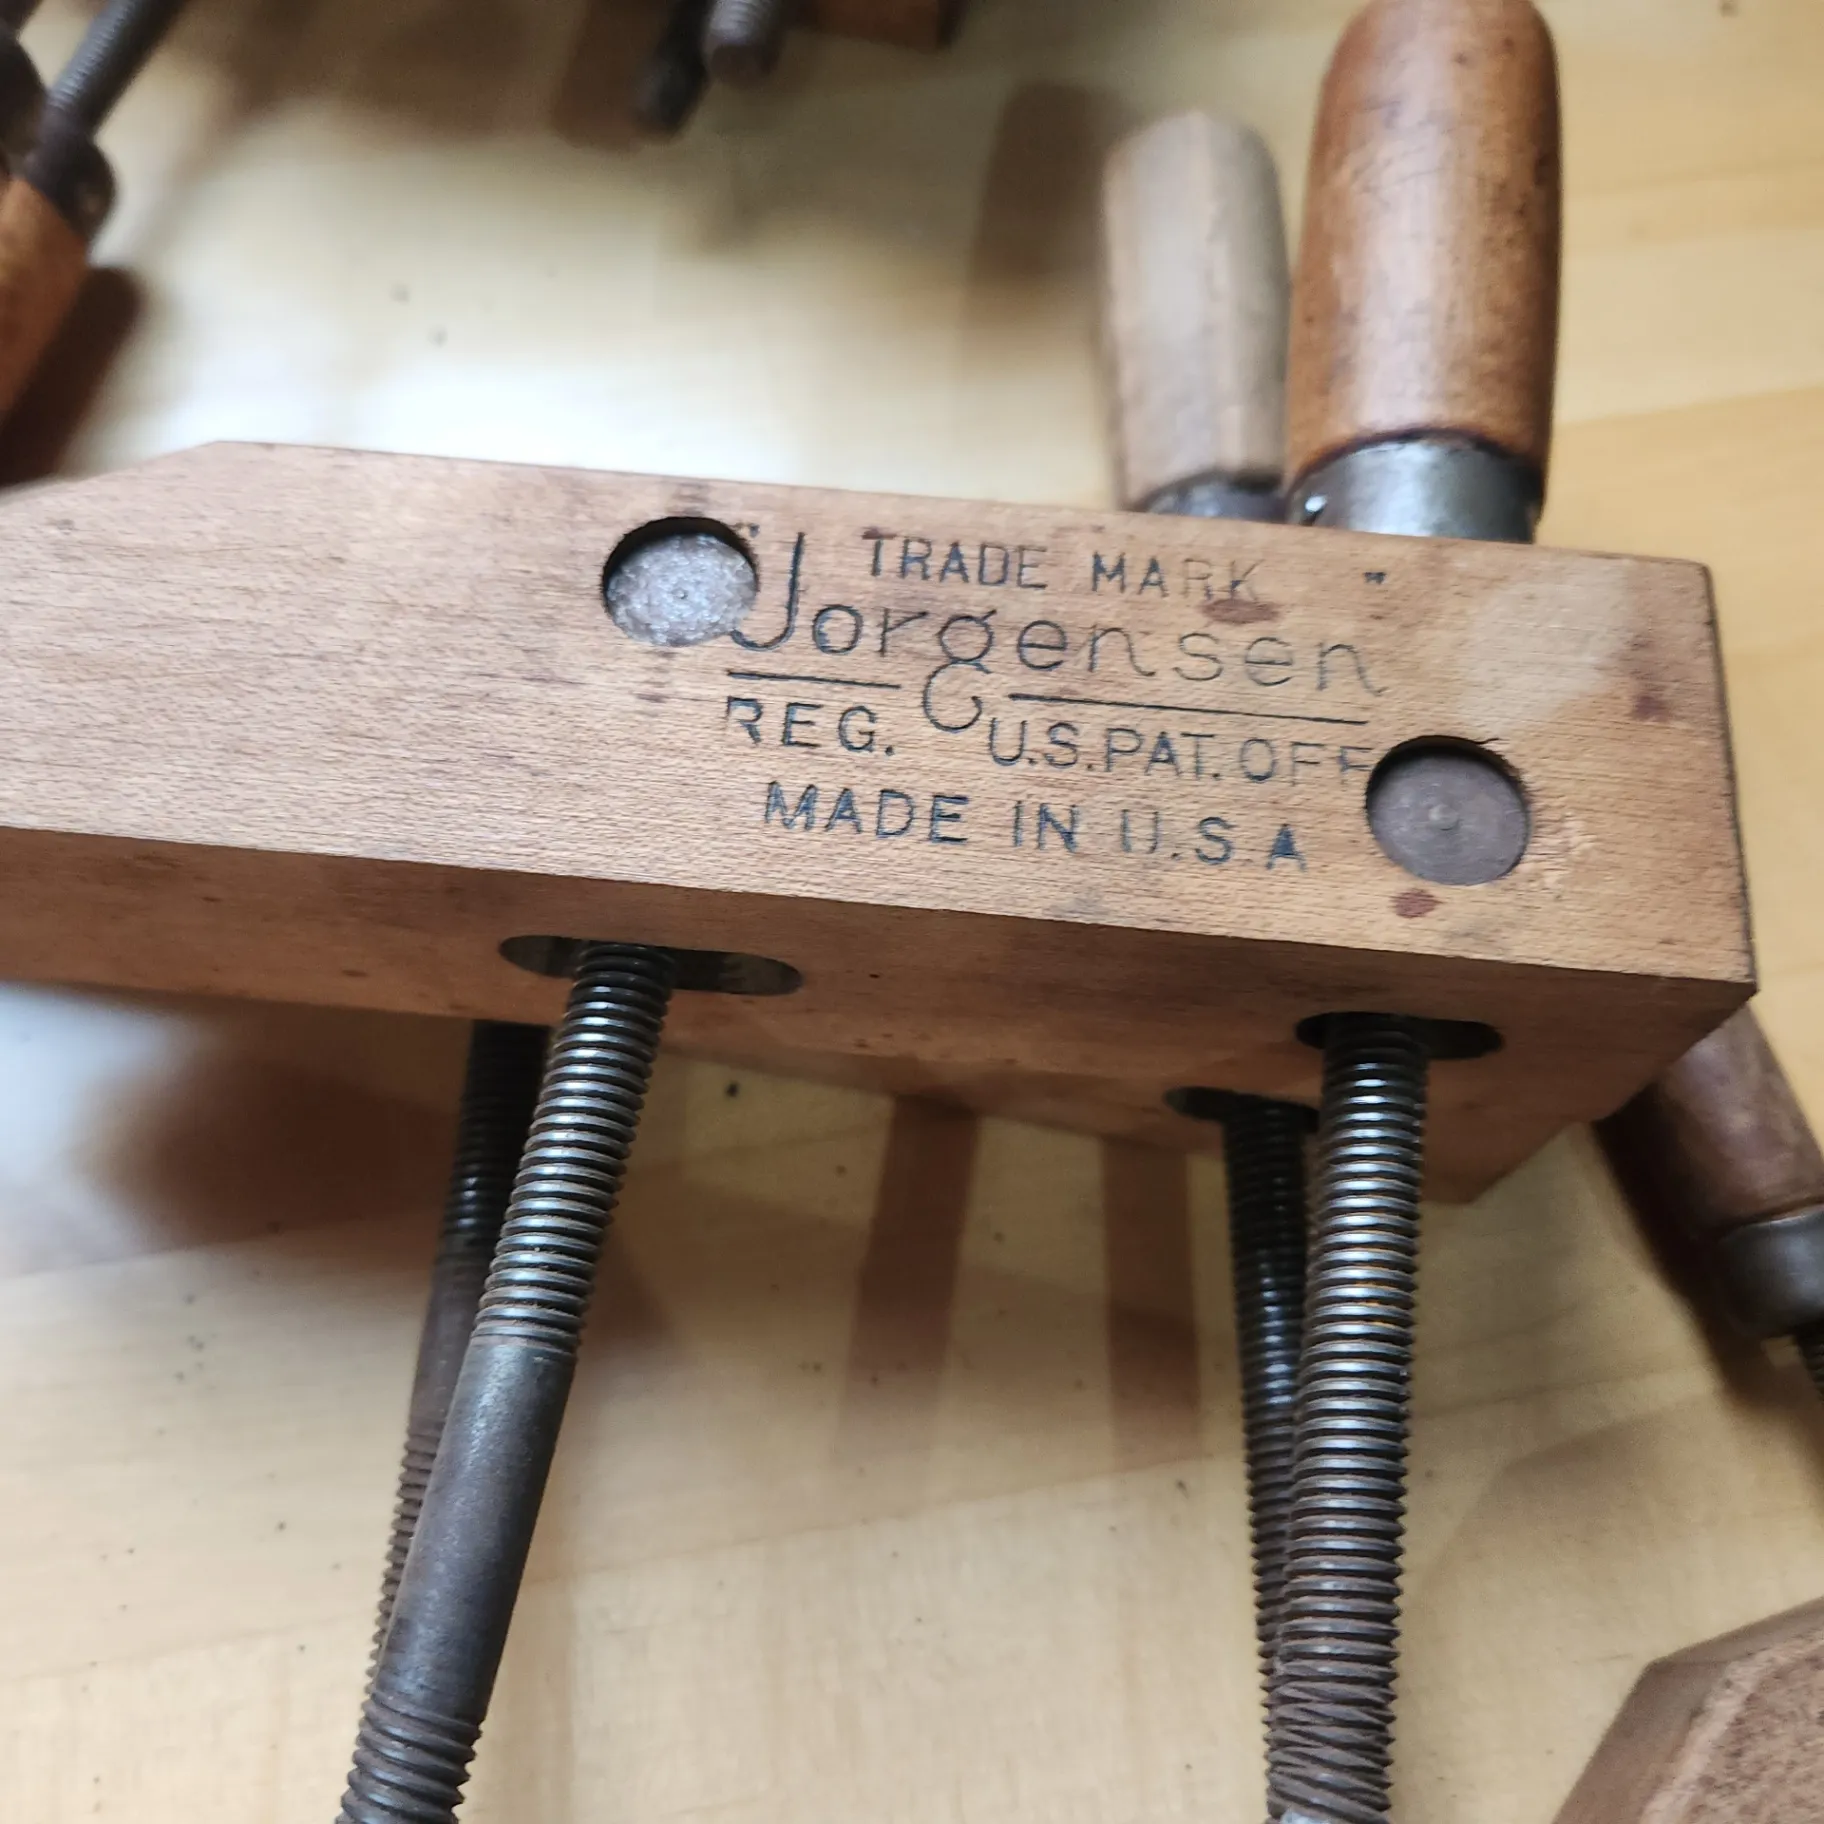 TRADE MARK
"Jorgensen"
REG. U.S. PAT. OFF
MADE IN U.S.A